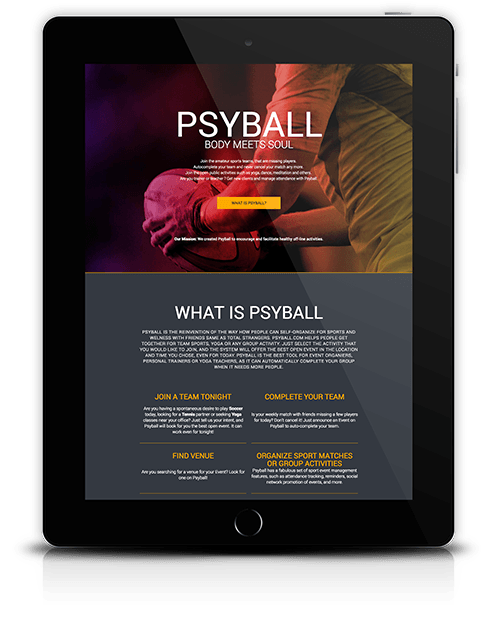 PSYBALL
BODY MEETS SOUL
Join the amateur sports teams, that are missing players.
Autocomplete your team and never cancel your match any more.
Join the open public activities such as yoga, dance, meditation and others.
Are you trainer or teacher ? Get new clients and manage attendance with Psyball.
WHAT IS PSYBALL?
Our Mission: We created Psyball to encourage and facilitate healthy off-line activities.
WHAT IS PSYBALL
PSYBALL IS THE REINVENTION OF THE WAY HOW PEOPLE CAN SELF-ORGANIZE FOR SPORTS AND
WELLNESS WITH FRIENDS SAME AS TOTAL STRANGERS. PSYBALL.COM HELPS PEOPLE GET
TOGETHER FOR TEAM SPORTS, YOGA OR ANY GROUP ACTIVITY. JUST SELECT THE ACTIVITY THAT
YOU WOULD LIKE TO JOIN, AND THE SYSTEM WILL OFFER THE BEST OPEN EVENT IN THE LOCATION
AND TIME YOU CHOSE, EVEN FOR TODAY. PSYBALL IS THE BEST TOOL FOR EVENT ORGANIERS,
PERSONAL TRAINERS OR YOGA TEACHERS, AS IT CAN AUTOMATICALLY COMPLETE YOUR GROUP
WHEN IT NEEDS MORE PEOPLE.
JOIN A TEAM TONIGHT
Are you having a spontaneous desire to play Soccer
today, looking for a Tennis partner or seeking Yoga
classes near your office? Just tell us your intent, and
Psyball will book for you the best open event. It can
work even for tonight!
COMPLETE YOUR TEAM
Is your weekly match with friends missing a few players
for today? Don't cancel it! Just announce an Event on
Psyball to auto-complete your team.
FIND VENUE
Are you searching for a venue for your Event? Look for
one on Psyball!
ORGANIZE SPORT MATCHES
OR GROUP ACTIVITIES
Psyball has a fabulous set of sport event management
features, such as attendance tracking, reminders, social
network promotion of events, and more.